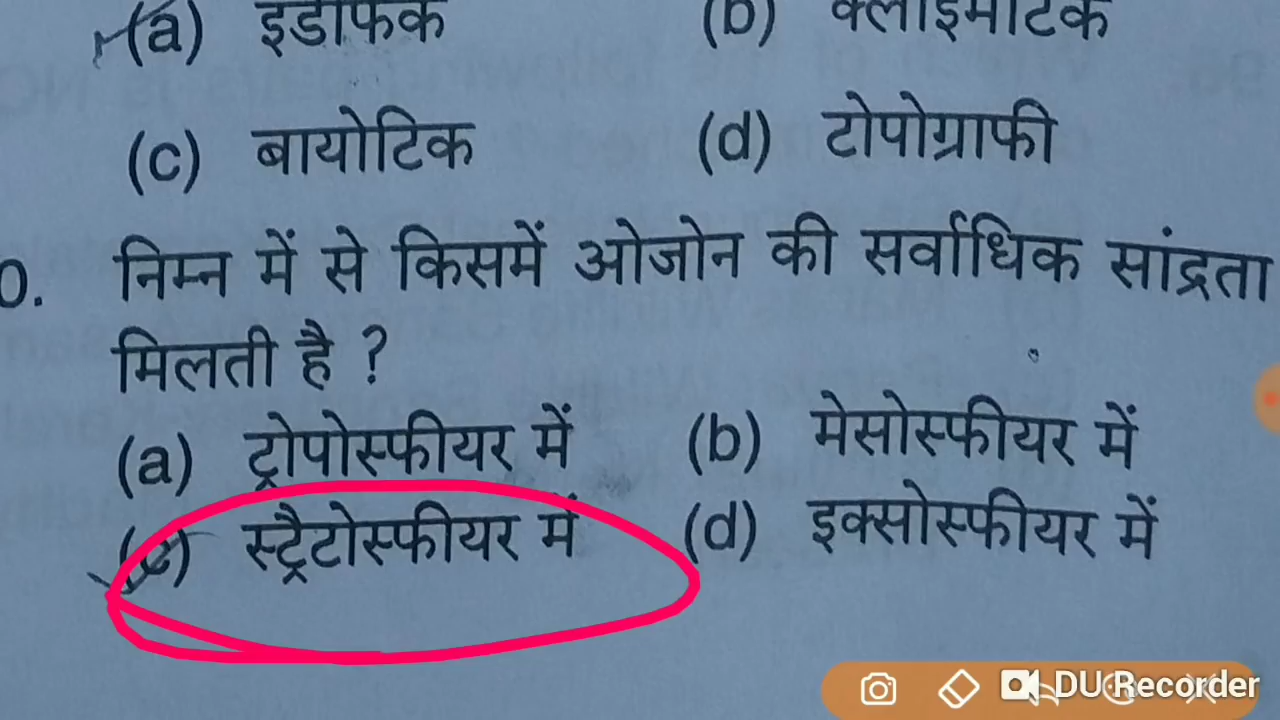 (a) इडाफिक (b) क्लाइमेटिक
(c) बायोटिक (d) टोपोग्राफी
0. निम्न में से किसमें ओजोन की सर्वाधिक सांद्रता
मिलती है ?
(a) ट्रोपोस्फीयर में (b) मेसोस्फीयर में
(c) स्ट्रैटोस्फीयर में (d) इक्सोस्फीयर में
DU Recorder